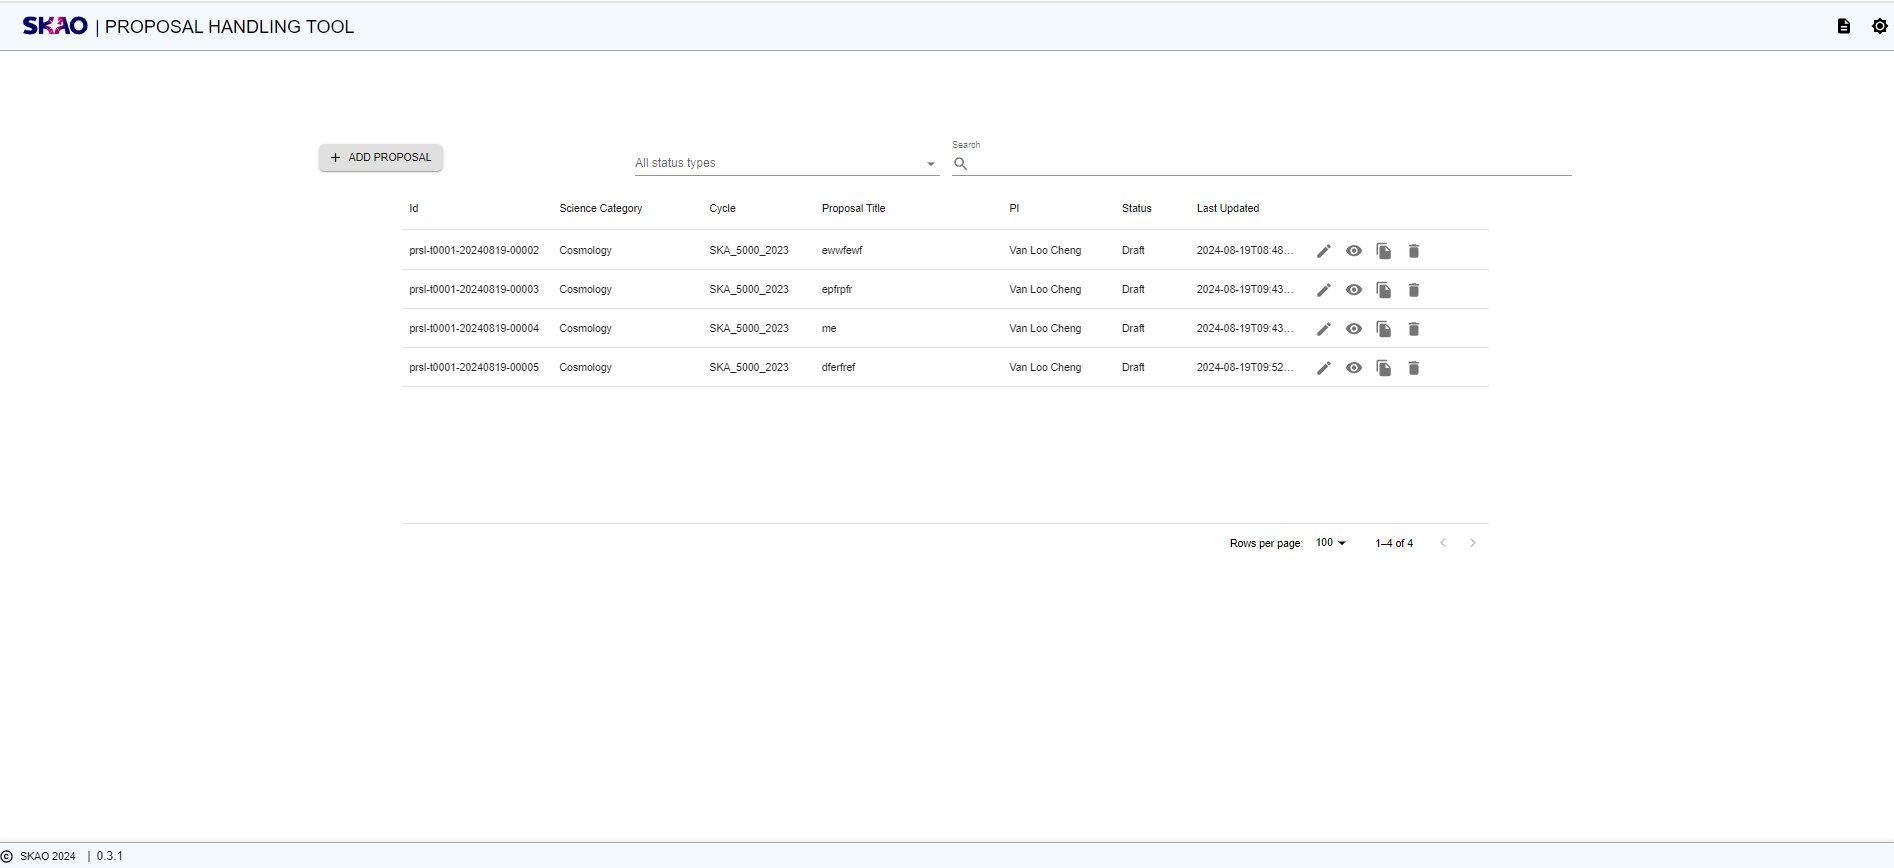 SKAO | PROPOSAL HANDLING TOOL
+ ADD PROPOSAL
All status types
Search
Id Science Category Cycle Proposal Title PI Status Last Updated
prsl-t0001-20240819-00002 Cosmology SKA_5000_2023 ewwfewf Van Loo Cheng Draft 2024-08-19T08:48...
prsl-t0001-20240819-00003 Cosmology SKA_5000_2023 epfrpfr Van Loo Cheng Draft 2024-08-19T09:43...
prsl-t0001-20240819-00004 Cosmology SKA_5000_2023 me Van Loo Cheng Draft 2024-08-19T09:43...
prsl-t0001-20240819-00005 Cosmology SKA_5000_2023 dferfref Van Loo Cheng Draft 2024-08-19T09:52...
Rows per page: 100 1–4 of 4
© SKAO 2024 | 0.3.1